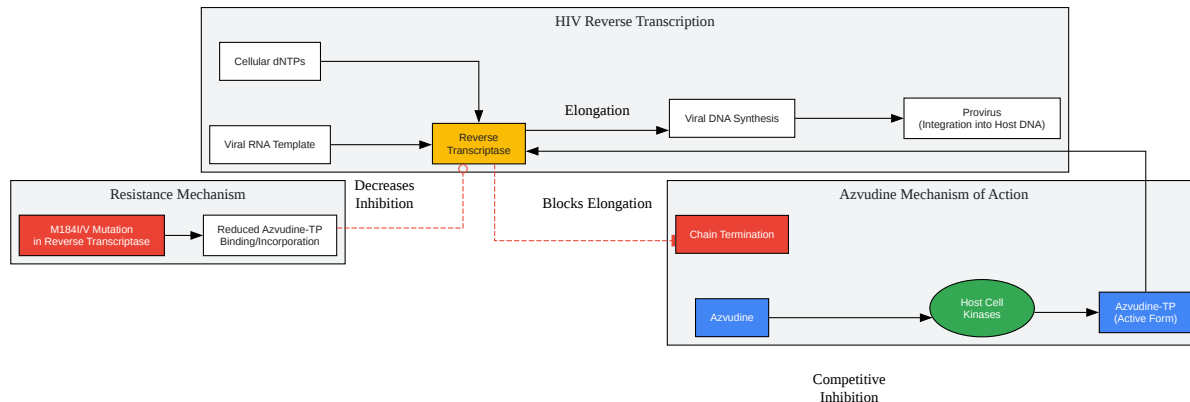 HIV Reverse Transcription
Cellular dNTPs
Elongation
Viral DNA Synthesis
Provirus
(Integration into Host DNA)
Viral RNA Template
Reverse
Transcriptase
Resistance Mechanism
Decreases
Inhibition
M184I/V Mutation
in Reverse Transcriptase
Reduced Azvudine-TP
Binding/Incorporation
Blocks Elongation
Azvudine Mechanism of Action
Chain Termination
Azvudine
Host Cell
Kinases
Azvudine-TP
(Active Form)
Competitive
Inhibition